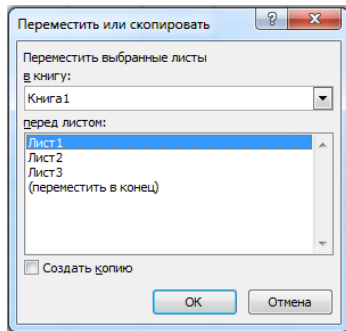 Переместить или скопировать
Переместить выбранные листы
в книгу:
Книга1
перед листом:
Лист1
Лист2
Лист3
(переместить в конец)
Создать копию
ОК
Отмена